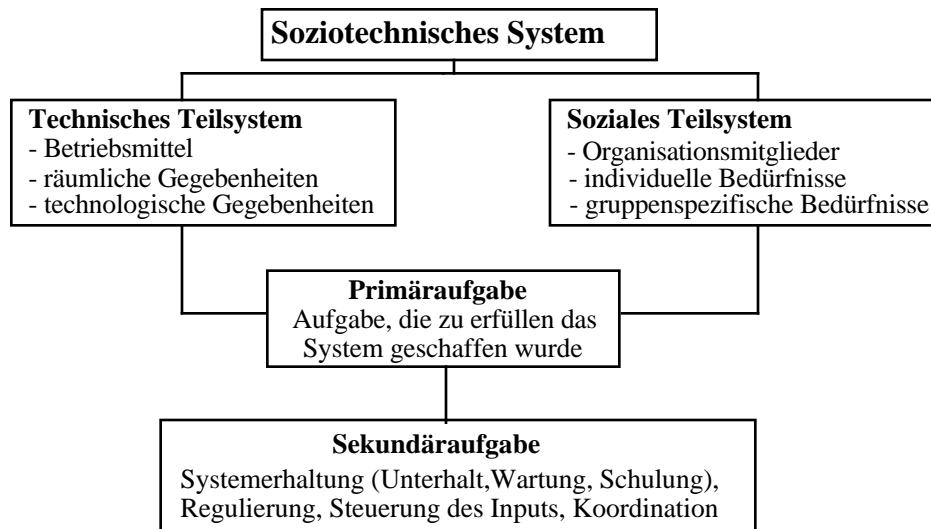 Soziotechnisches System
Technisches Teilsystem
- Betriebsmittel
- räumliche Gegebenheiten
- technologische Gegebenheiten
Soziales Teilsystem
- Organisationsmitglieder
- individuelle Bedürfnisse
- gruppenspezifische Bedürfnisse
Primäraufgabe
Aufgabe, die zu erfüllen das
System geschaffen wurde
Sekundäraufgabe
Systemerhaltung (Unterhalt,Wartung, Schulung),
Regulierung, Steuerung des Inputs, Koordination